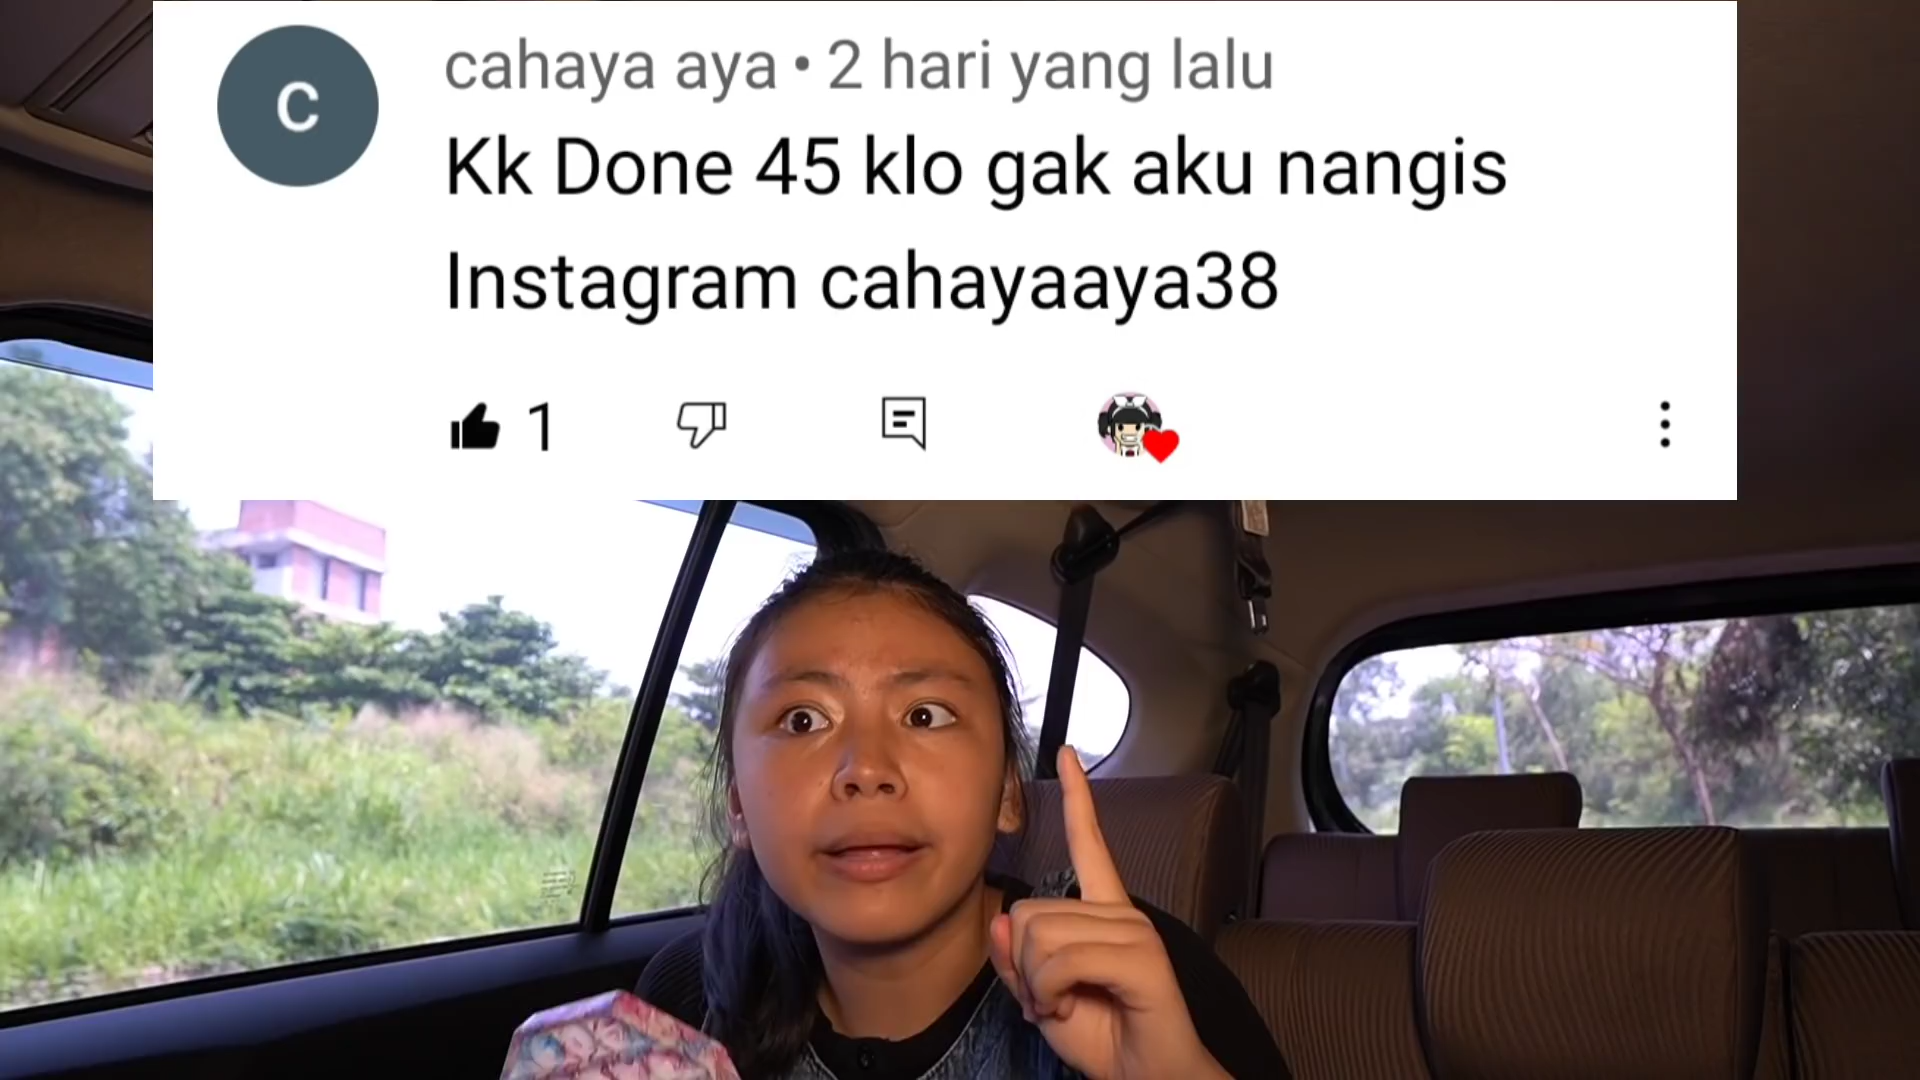 C
cahaya aya • 2 hari yang lalu
Kk Done 45 klo gak aku nangis
Instagram cahayaaya38
1